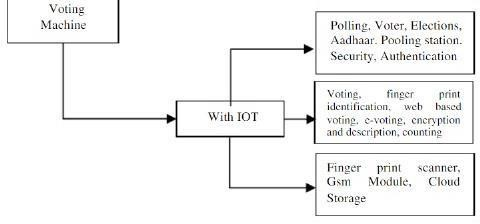 Voting
Machine
With IOT
Polling, Voter, Elections,
Aadhaar. Pooling station.
Security, Authentication
Voting, finger print
identification, web based
voting, e-voting, encryption
and description, counting
Finger print scanner,
Gsm Module, Cloud
Storage